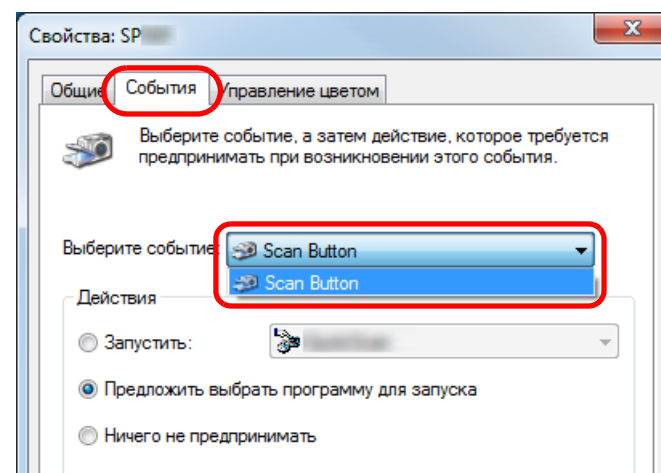 Свойства: SP
Общие События Управление цветом
Выберите событие, а затем действие, которое требуется
предпринимать при возникновении этого события.
Выберите событие: Scan Button
Scan Button
Действия
Запустить:
Предложить выбрать программу для запуска
Ничего не предпринимать